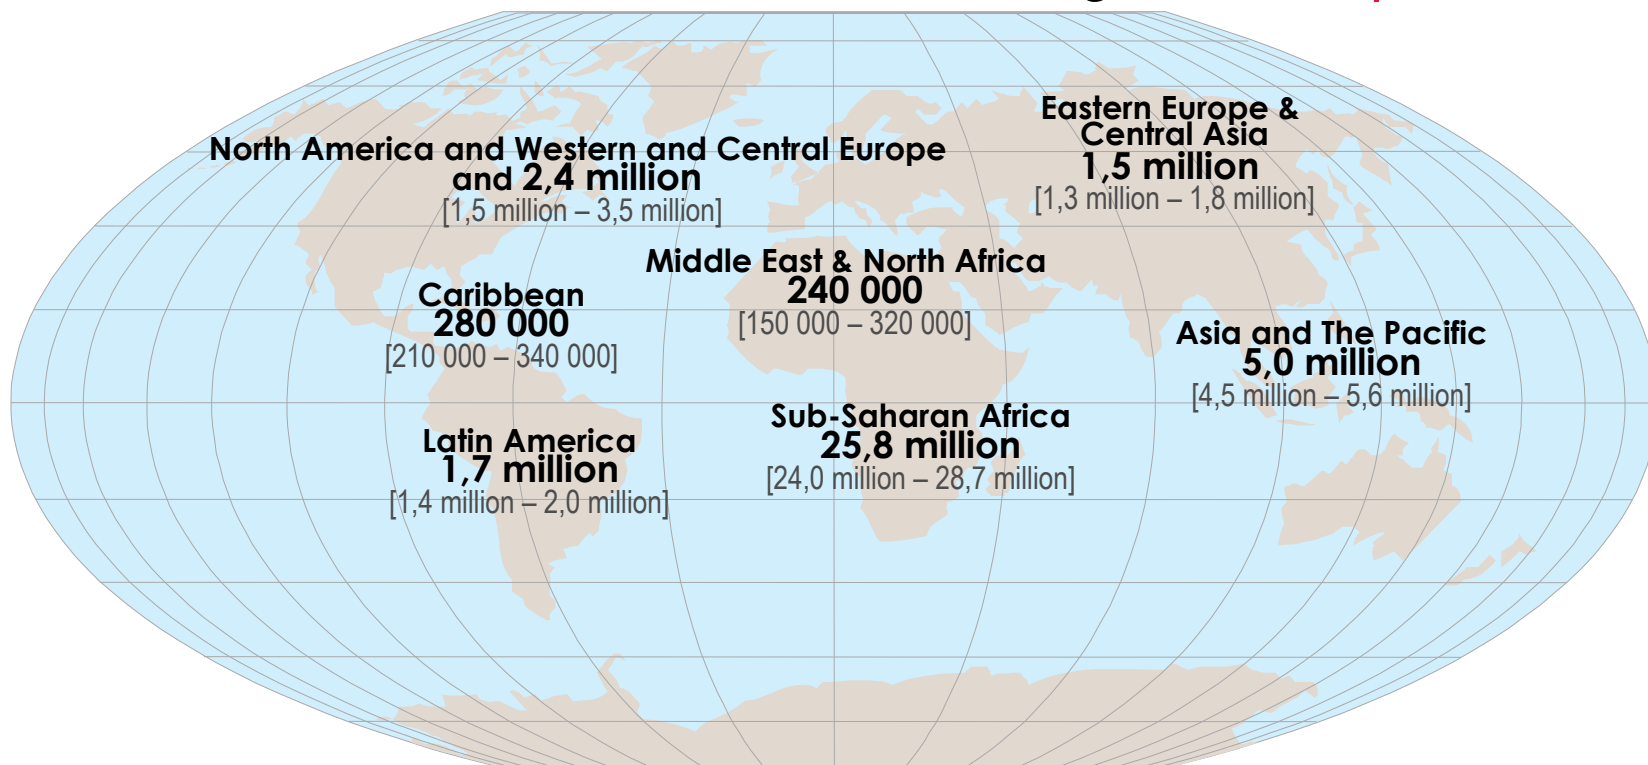 North America and Western and Central Europe
and 2,4 million
[1,5 million – 3,5 million]
Eastern Europe &
Central Asia
1,5 million
[1,3 million – 1,8 million]
Middle East & North Africa
240 000
[150 000 – 320 000]
Caribbean
280 000
[210 000 – 340 000]
Asia and The Pacific
5,0 million
[4,5 million – 5,6 million]
Sub-Saharan Africa
25,8 million
[24,0 million – 28,7 million]
Latin America
1,7 million
[1,4 million – 2,0 million]